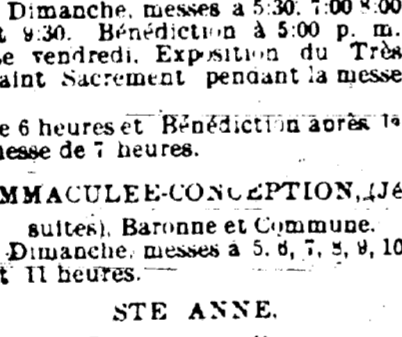 Dimanche, messes a 5:30. 7:00 8:00
t 9:30. Bénédiction à 5:00 p. m.
e vendredi, Exposition du Très
aint Sacrement pendant la messe
e 6 heures et Bénédiction après la
esse de 7 heures.
MMACULEE-CONCEPTION, (Jé
suites), Baronne et Commune.
Dimanche, messes à 5, 6, 7, 8, 9, 10
t 11 heures.
STE ANNE.